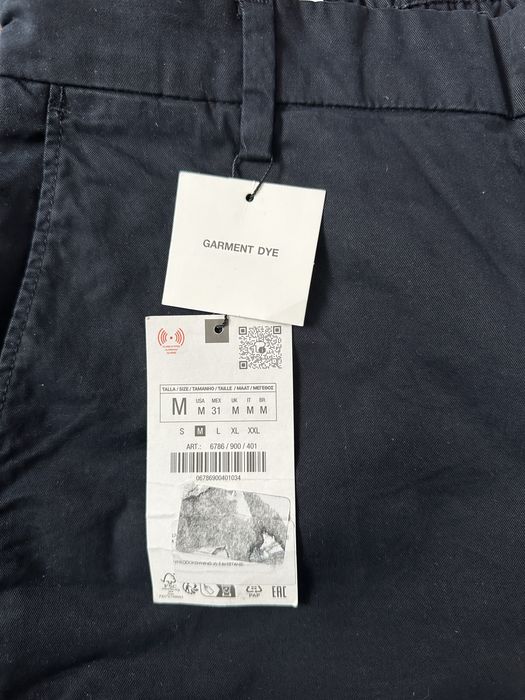 GARMENT DYE
TALLA / SIZE / TAMANHO / TAILLE / MAAT / ΜΕΓΕΘΟΣ
M USA M MEX 31 UK M IT M BR M
S M L XL XXL
ART.: 6786 / 900 / 401
06786900401034
PAP
EAC